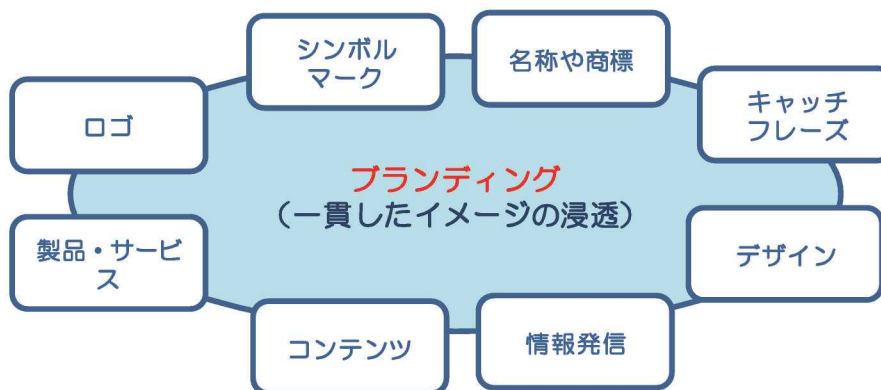 シンボル
マーク
名称や商標
ロゴ
キャッチ
フレーズ
ブランディング
（一貫したイメージの浸透）
製品・サービ
ス
デザイン
コンテンツ
情報発信